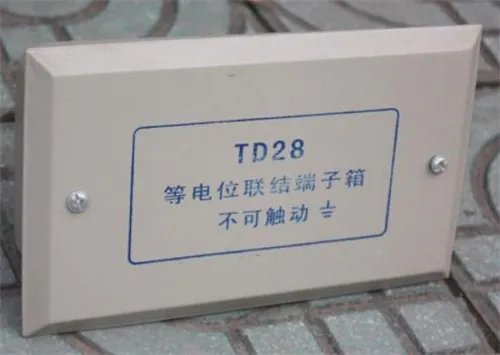 TD28
等电位联结端子箱
不可触动 ⏚